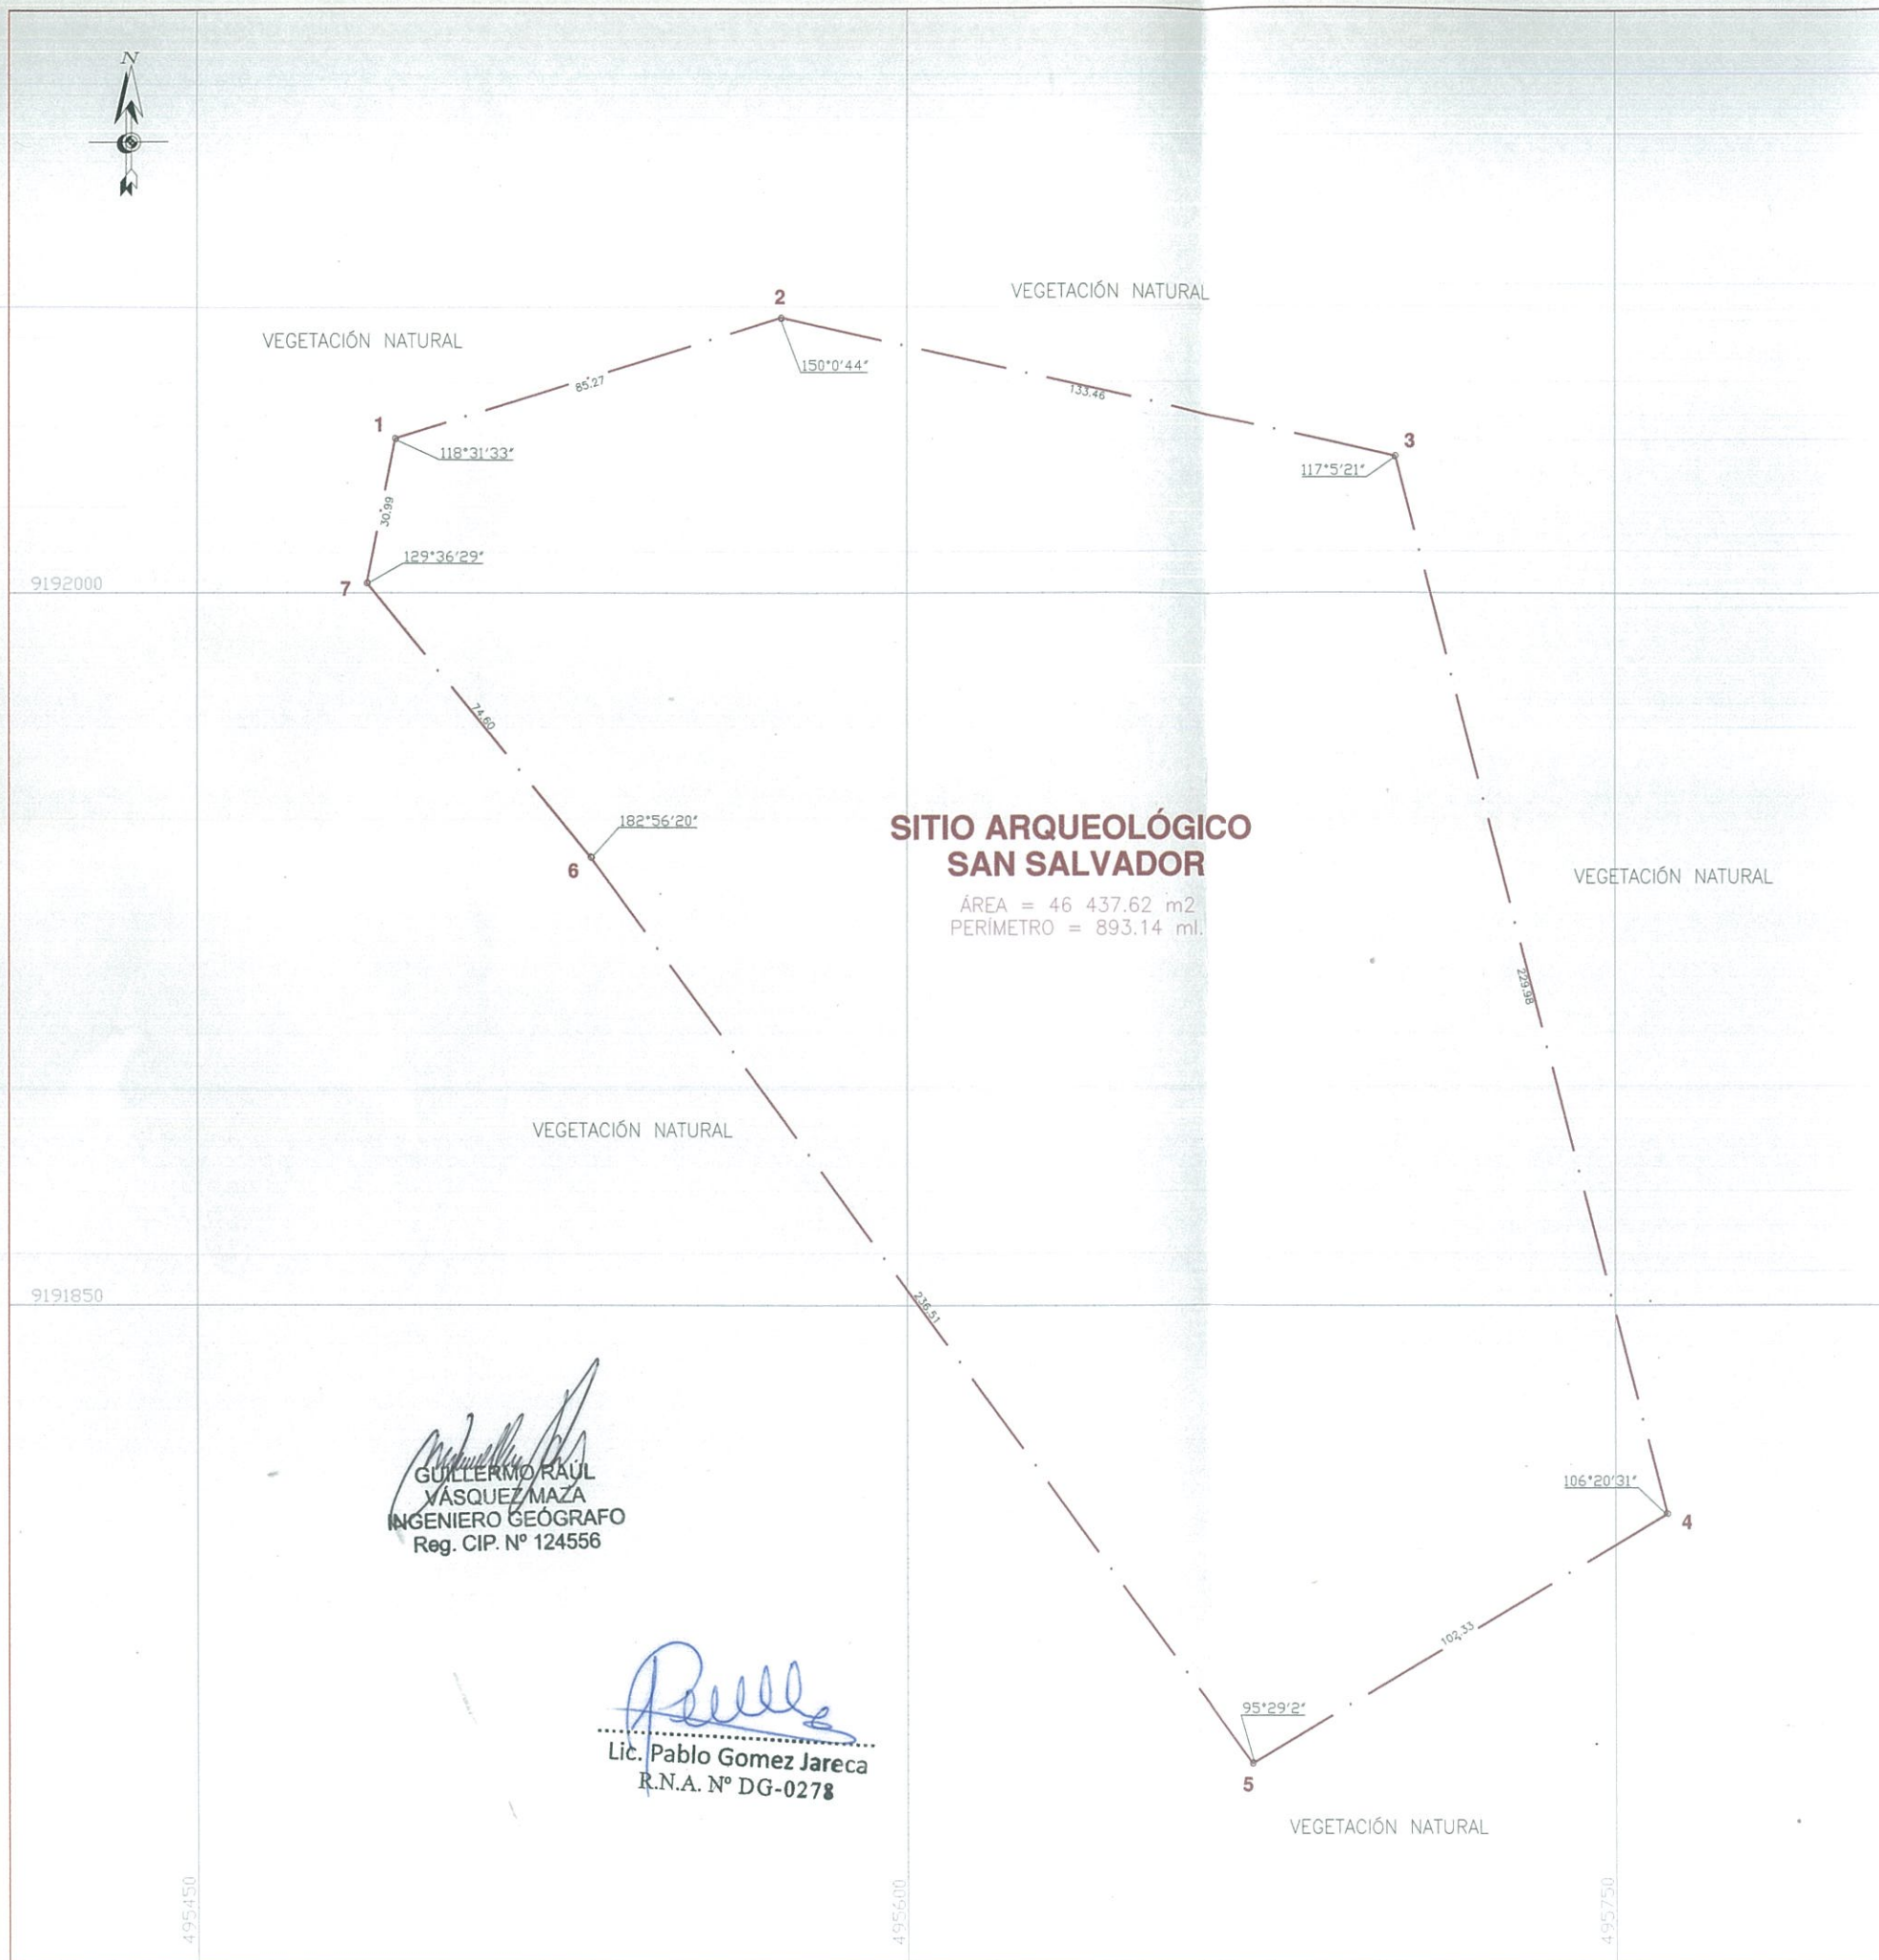 N
VEGETACIÓN NATURAL
2
VEGETACIÓN NATURAL
150°0'44"
85.27
133.46
1
118°31'33"
3
117°5'21"
30.99
129°36'29"
7
9192000
74.60
182°56'20"
6
SITIO ARQUEOLÓGICO
SAN SALVADOR
ÁREA = 46 437.62 m2
PERÍMETRO = 893.14 ml.
VEGETACIÓN NATURAL
229.98
VEGETACIÓN NATURAL
9191850
236.51
GUILLERMO RAÚL
VÁSQUEZ MAZA
INGENIERO GEÓGRAFO
Reg. CIP. Nº 124556
106°20'31"
4
102.33
95°29'2"
5
Lic. Pablo Gomez Jareca
R.N.A. Nº DG-0278
VEGETACIÓN NATURAL
495450
495600
495750